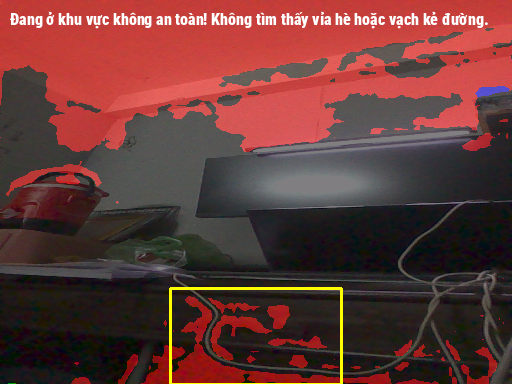 Đang ở khu vực không an toàn! Không tìm thấy vỉa hè hoặc vạch kẻ đường.